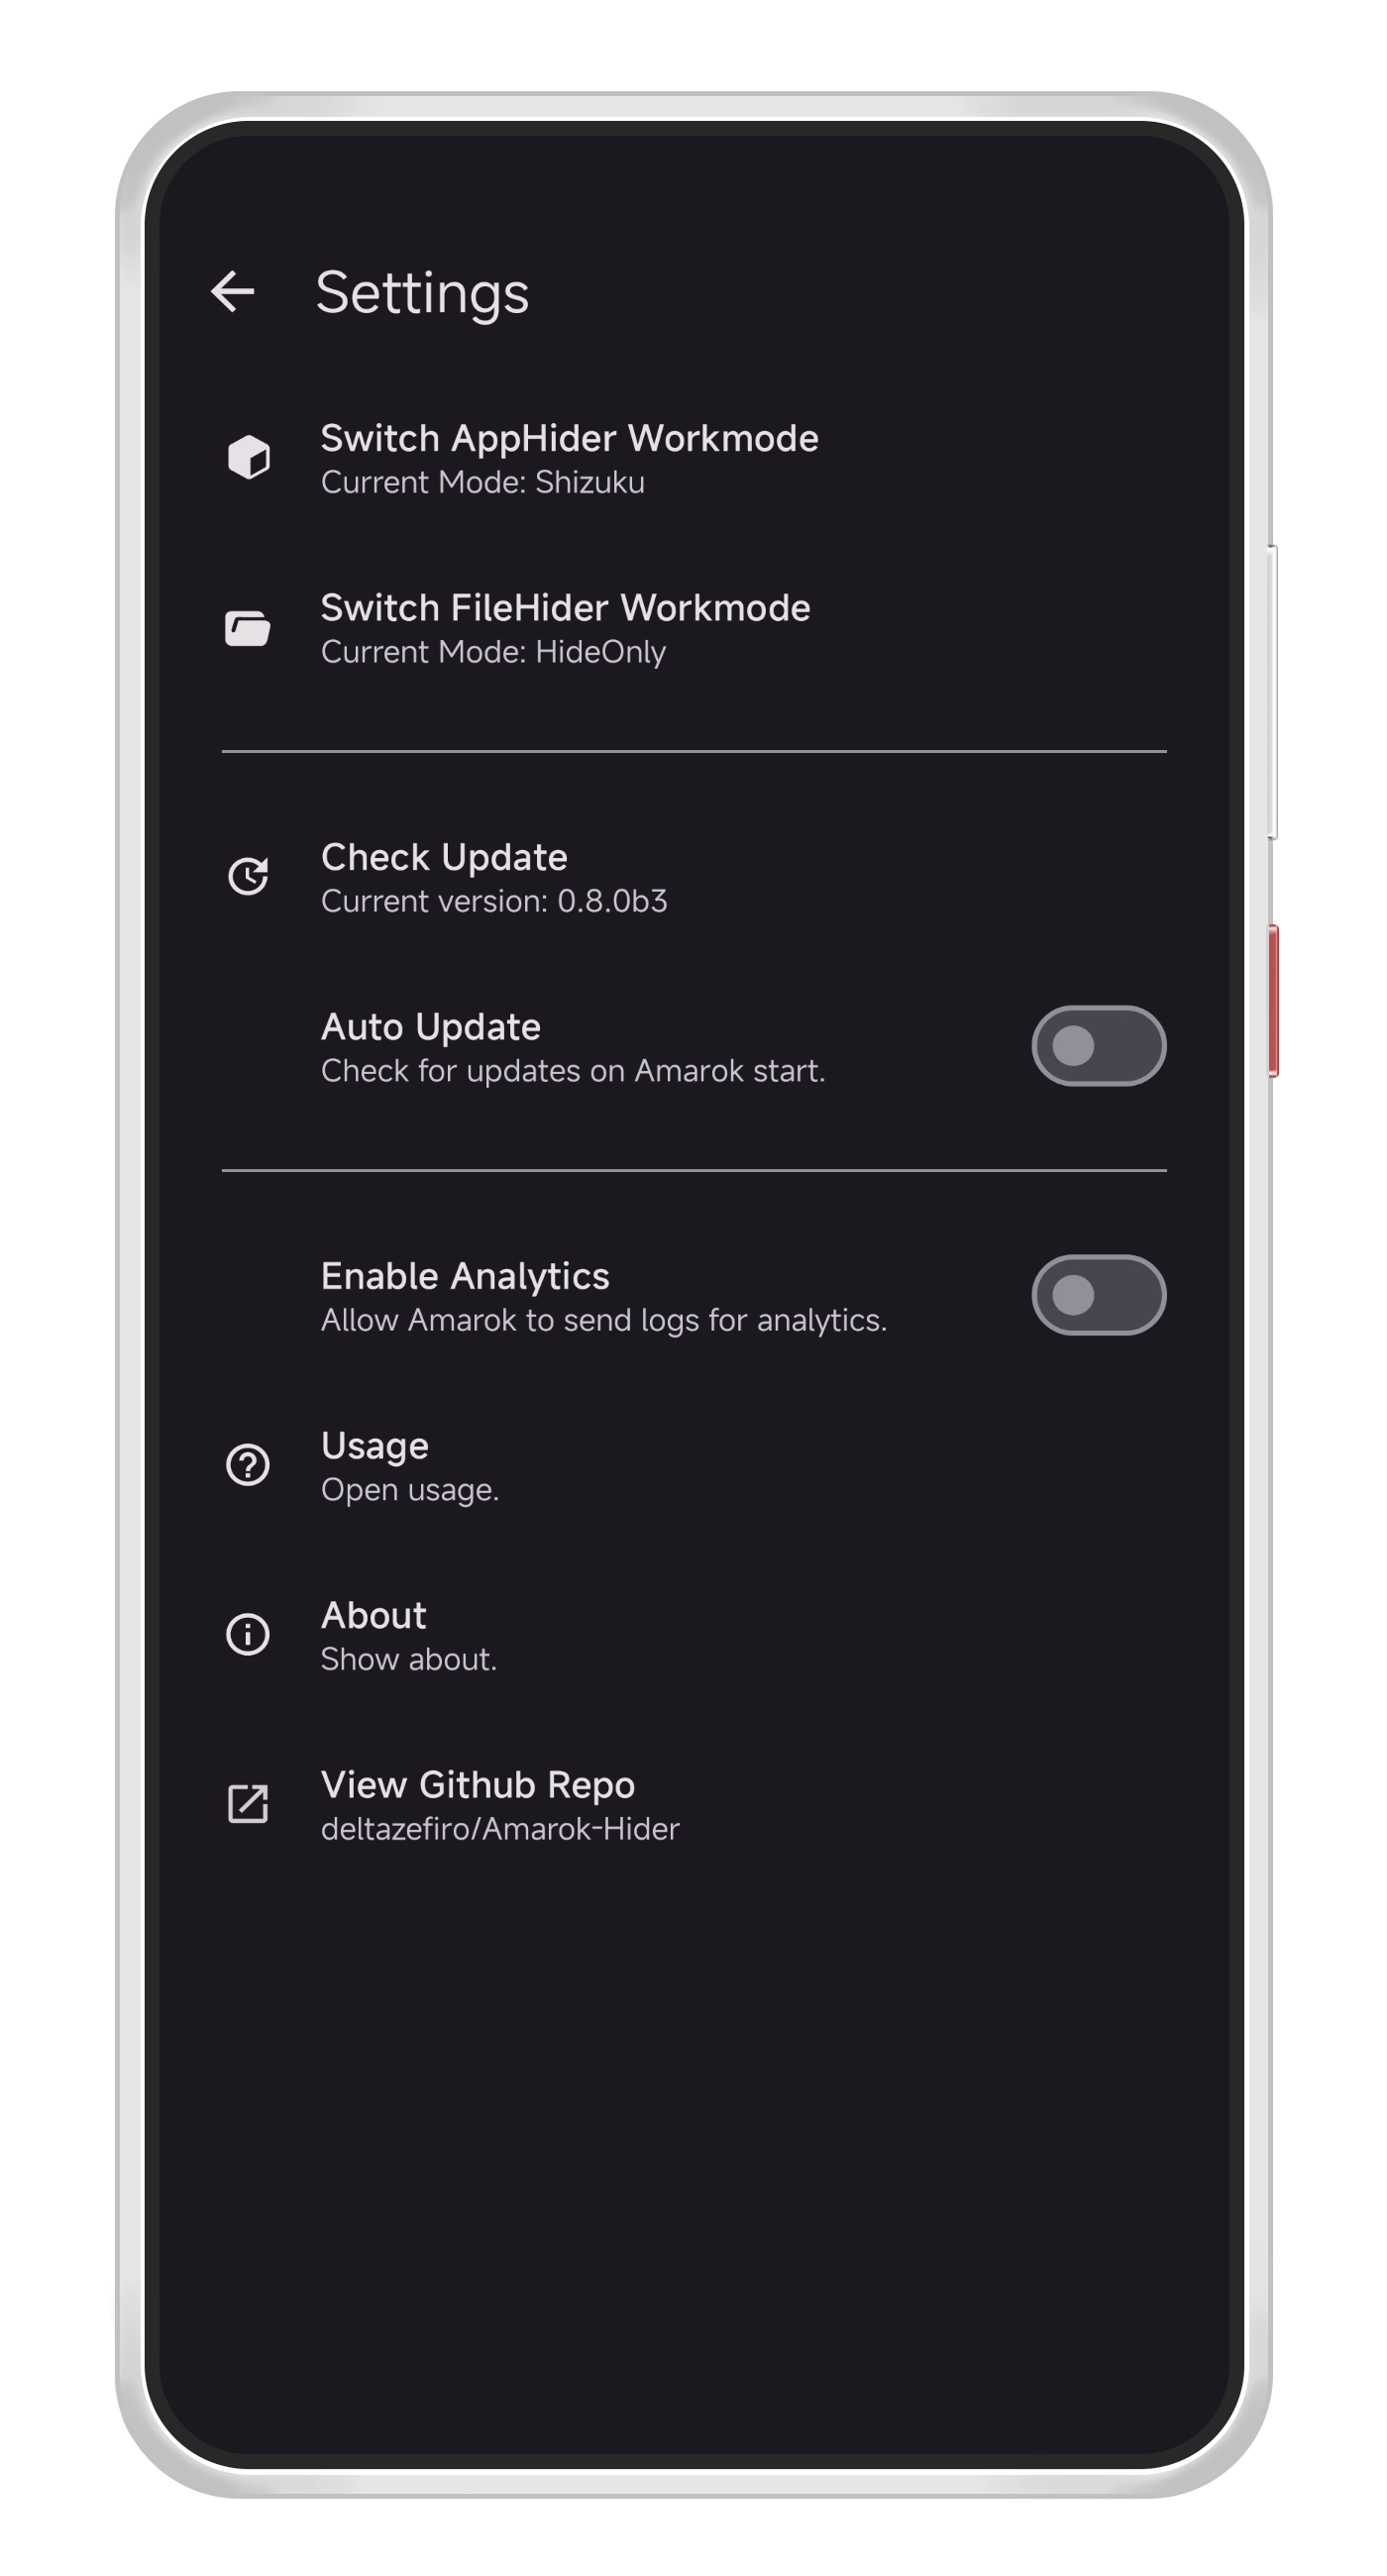 Settings
Switch AppHider Workmode
Current Mode: Shizuku
Switch FileHider Workmode
Current Mode: HideOnly
Check Update
Current version: 0.8.0b3
Auto Update
Check for updates on Amarok start.
Enable Analytics
Allow Amarok to send logs for analytics.
Usage
Open usage.
About
Show about.
View Github Repo
deltazefiro/Amarok-Hider